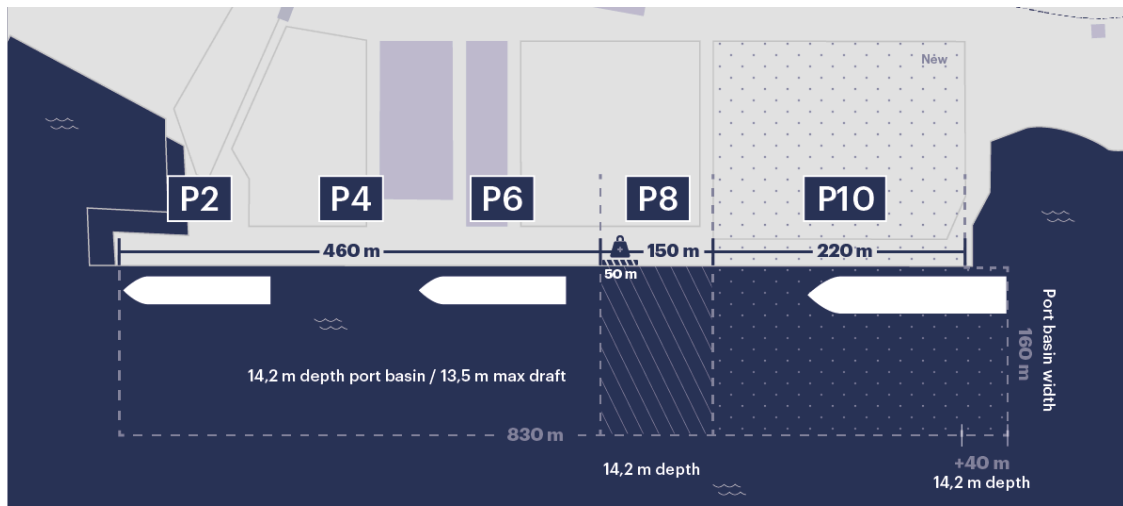 New
P2
P4
P6
P8
P10
460 m
150 m
220 m
50 m
Port basin width
160 m
14,2 m depth port basin / 13,5 m max draft
830 m
14,2 m depth
+40 m
14,2 m depth